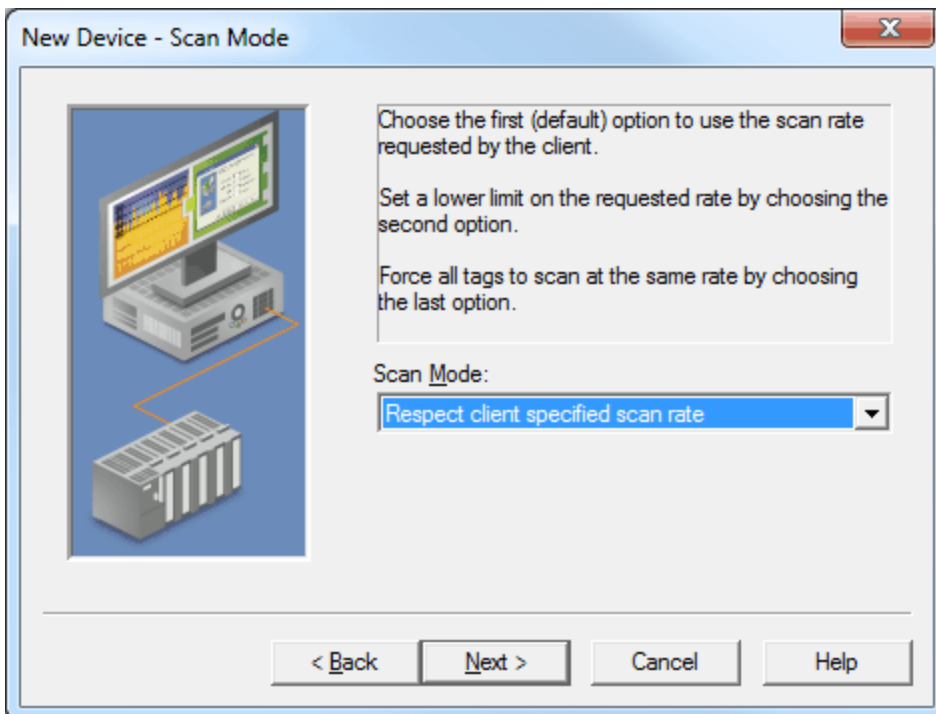 New Device - Scan Mode
Choose the first (default) option to use the scan rate
requested by the client.
Set a lower limit on the requested rate by choosing the
second option.
Force all tags to scan at the same rate by choosing
the last option.
Scan Mode:
Respect client specified scan rate
< Back
Next >
Cancel
Help